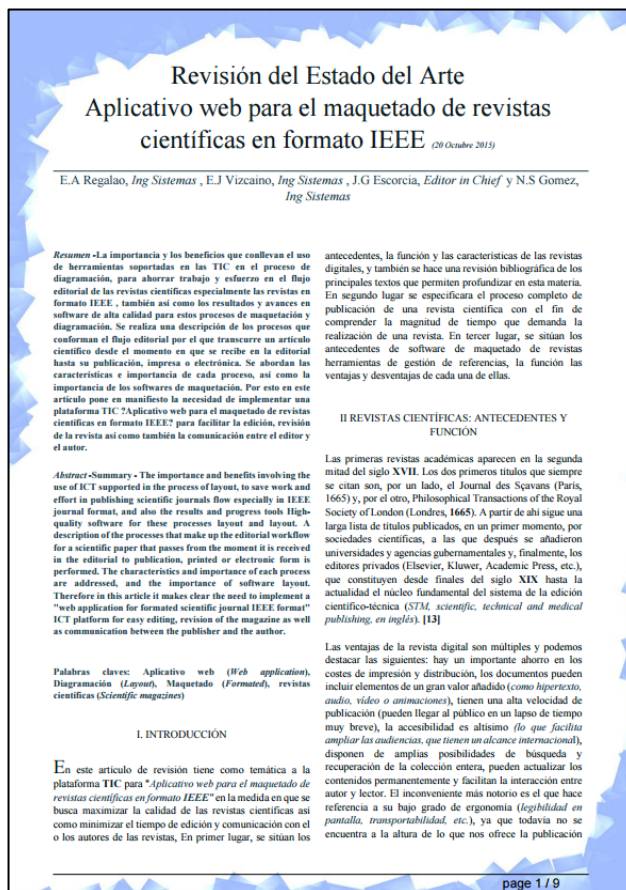 Revisión del Estado del Arte
Aplicativo web para el maquetado de revistas
científicas en formato IEEE (20 Octubre 2015)
E.A Regalao, Ing Sistemas , E.J Vizcaino, Ing Sistemas , J.G Escorcia, Editor in Chief y N.S Gomez,
Ing Sistemas
Resumen -La importancia y los beneficios que conllevan el uso
de herramientas soportadas en las TIC en el proceso de
diagramación, para ahorrar trabajo y esfuerzo en el flujo
editorial de las revistas científicas especialmente las revistas en
formato IEEE , también así como los resultados y avances en
software de alta calidad para estos procesos de maquetación y
diagramación. Se realiza una descripción de los procesos que
conforman el flujo editorial por el que transcurre un artículo
científico desde el momento en que se recibe en la editorial
hasta su publicación, impresa o electrónica. Se abordan las
características e importancia de cada proceso, así como la
importancia de los softwares de maquetación. Por esto en este
artículo pone en manifiesto la necesidad de implementar una
plataforma TIC ?Aplicativo web para el maquetado de revistas
científicas en formato IEEE? para facilitar la edición, revisión
de la revista así como también la comunicación entre el editor y
el autor.
Abstract -Summary - The importance and benefits involving the
use of ICT supported in the process of layout, to save work and
effort in publishing scientific journals flow especially in IEEE
journal format, and also the results and progress tools High-
quality software for these processes layout and layout. A
description of the processes that make up the editorial workflow
for a scientific paper that passes from the moment it is received
in the editorial to publication, printed or electronic form is
performed. The characteristics and importance of each process
are addressed, and the importance of software layout.
Therefore in this article it makes clear the need to implement a
"web application for formated scientific journal IEEE format"
ICT platform for easy editing, revision of the magazine as well
as communication between the publisher and the author.
Palabras claves: Aplicativo web (Web application),
Diagramación (Layout), Maquetado (Formated), revistas
científicas (Scientific magazines)
I. INTRODUCCIÓN
En este artículo de revisión tiene como temática a la
plataforma TIC para "Aplicativo web para el maquetado de
revistas científicas en formato IEEE" en la medida en que se
busca maximizar la calidad de las revistas científicas así
como minimizar el tiempo de edición y comunicación con el
o los autores de las revistas, En primer lugar, se sitúan los
antecedentes, la función y las características de las revistas
digitales, y también se hace una revisión bibliográfica de los
principales textos que permiten profundizar en esta materia.
En segundo lugar se especificara el proceso completo de
publicación de una revista científica con el fin de
comprender la magnitud de tiempo que demanda la
realización de una revista. En tercer lugar, se sitúan los
antecedentes de software de maquetado de revistas
herramientas de gestión de referencias, la función las
ventajas y desventajas de cada una de ellas.
II REVISTAS CIENTÍFICAS: ANTECEDENTES Y
FUNCIÓN
Las primeras revistas académicas aparecen en la segunda
mitad del siglo XVII. Los dos primeros títulos que siempre
se citan son, por un lado, el Journal des Sçavans (París,
1665) y, por el otro, Philosophical Transactions of the Royal
Society of London (Londres, 1665). A partir de ahí sigue una
larga lista de títulos publicados, en un primer momento, por
sociedades científicas, a las que después se añadieron
universidades y agencias gubernamentales y, finalmente, los
editores privados (Elsevier, Kluwer, Academic Press, etc.),
que constituyen desde finales del siglo XIX hasta la
actualidad el núcleo fundamental del sistema de la edición
científico-técnica (STM, scientific, technical and medical
publishing, en inglés). [13]
Las ventajas de la revista digital son múltiples y podemos
destacar las siguientes: hay un importante ahorro en los
costes de impresión y distribución, los documentos pueden
incluir elementos de un gran valor añadido (como hipertexto,
audio, vídeo o animaciones), tienen una alta velocidad de
publicación (pueden llegar al público en un lapso de tiempo
muy breve), la accesibilidad es altísimo (lo que facilita
ampliar las audiencias, que tienen un alcance internacional),
disponen de amplias posibilidades de búsqueda y
recuperación de la colección entera, pueden actualizar los
contenidos permanentemente y facilitan la interacción entre
autor y lector. El inconveniente más notorio es el que hace
referencia a su bajo grado de ergonomía (legibilidad en
pantalla, transportabilidad, etc.), ya que todavía no se
encuentra a la altura de lo que nos ofrece la publicación
page 1 / 9